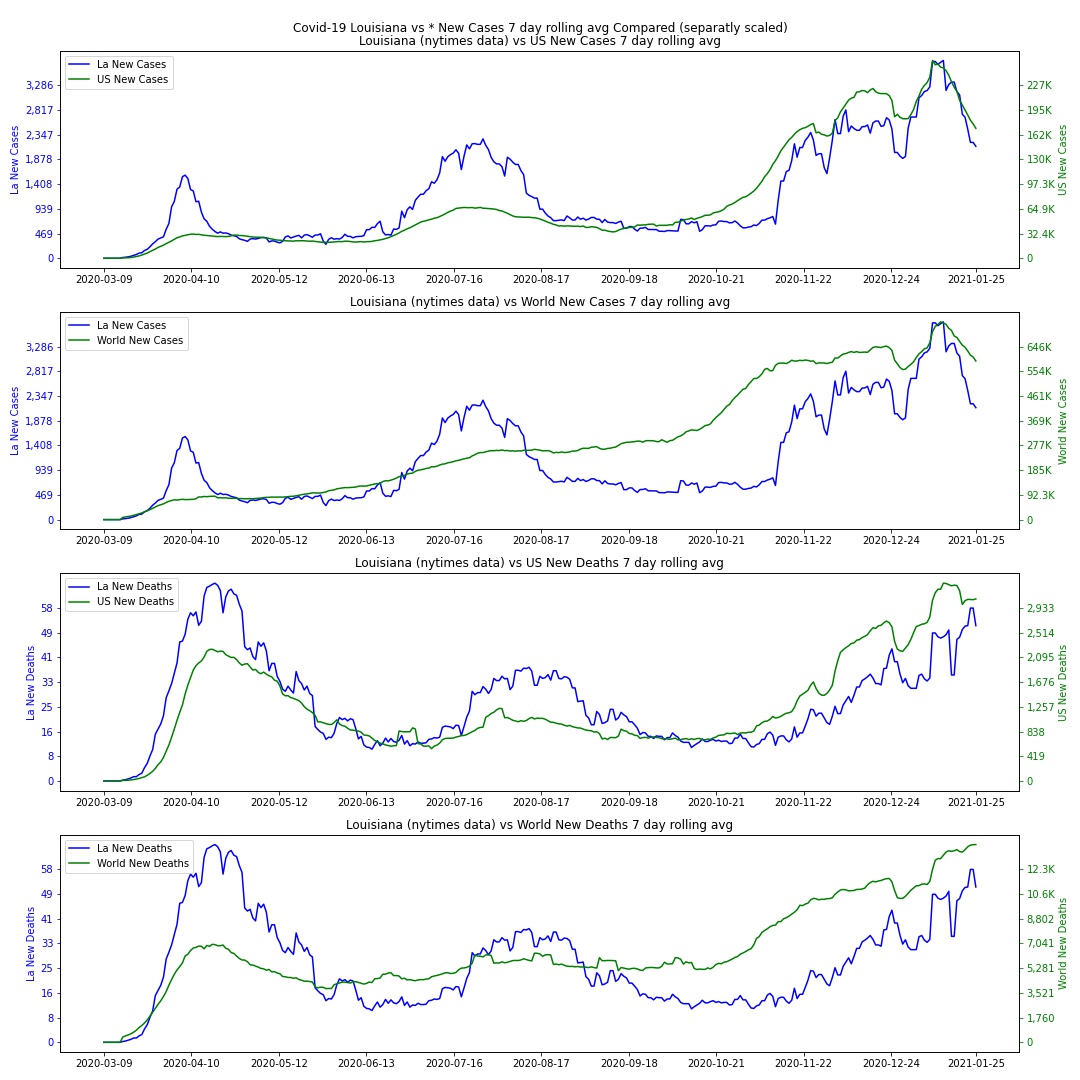 Covid-19 Louisiana vs * New Cases 7 day rolling avg Compared (separatly scaled)
Louisiana (nytimes data) vs US New Cases 7 day rolling avg
La New Cases
US New Cases
3,286
2,817
2,347
1,878
1,408
939
469
0
La New Cases
227K
195K
162K
130K
97.3K
64.9K
32.4K
0
US New Cases
2020-03-09 2020-04-10 2020-05-12 2020-06-13 2020-07-16 2020-08-17 2020-09-18 2020-10-21 2020-11-22 2020-12-24 2021-01-25
Louisiana (nytimes data) vs World New Cases 7 day rolling avg
La New Cases
World New Cases
3,286
2,817
2,347
1,878
1,408
939
469
0
La New Cases
646K
554K
461K
369K
277K
185K
92.3K
0
World New Cases
2020-03-09 2020-04-10 2020-05-12 2020-06-13 2020-07-16 2020-08-17 2020-09-18 2020-10-21 2020-11-22 2020-12-24 2021-01-25
Louisiana (nytimes data) vs US New Deaths 7 day rolling avg
La New Deaths
US New Deaths
58
49
41
33
25
16
8
0
La New Deaths
2,933
2,514
2,095
1,676
1,257
838
419
0
US New Deaths
2020-03-09 2020-04-10 2020-05-12 2020-06-13 2020-07-16 2020-08-17 2020-09-18 2020-10-21 2020-11-22 2020-12-24 2021-01-25
Louisiana (nytimes data) vs World New Deaths 7 day rolling avg
La New Deaths
World New Deaths
58
49
41
33
25
16
8
0
La New Deaths
12.3K
10.6K
8,802
7,041
5,281
3,521
1,760
0
World New Deaths
2020-03-09 2020-04-10 2020-05-12 2020-06-13 2020-07-16 2020-08-17 2020-09-18 2020-10-21 2020-11-22 2020-12-24 2021-01-25